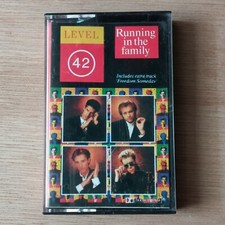 LEVEL
42
Running
in the
family
Includes extra track
'Freedom Someday'